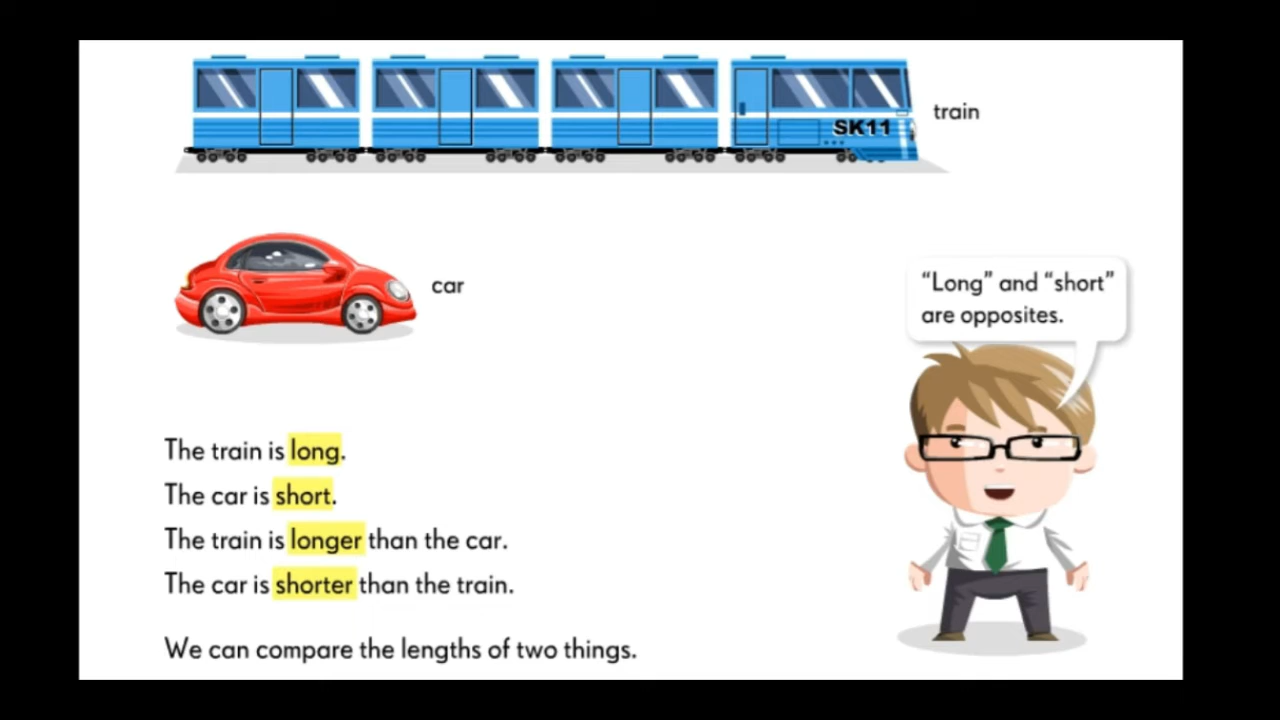 SK11
train
car
“Long” and “short”
are opposites.
The train is long.
The car is short.
The train is longer than the car.
The car is shorter than the train.
We can compare the lengths of two things.